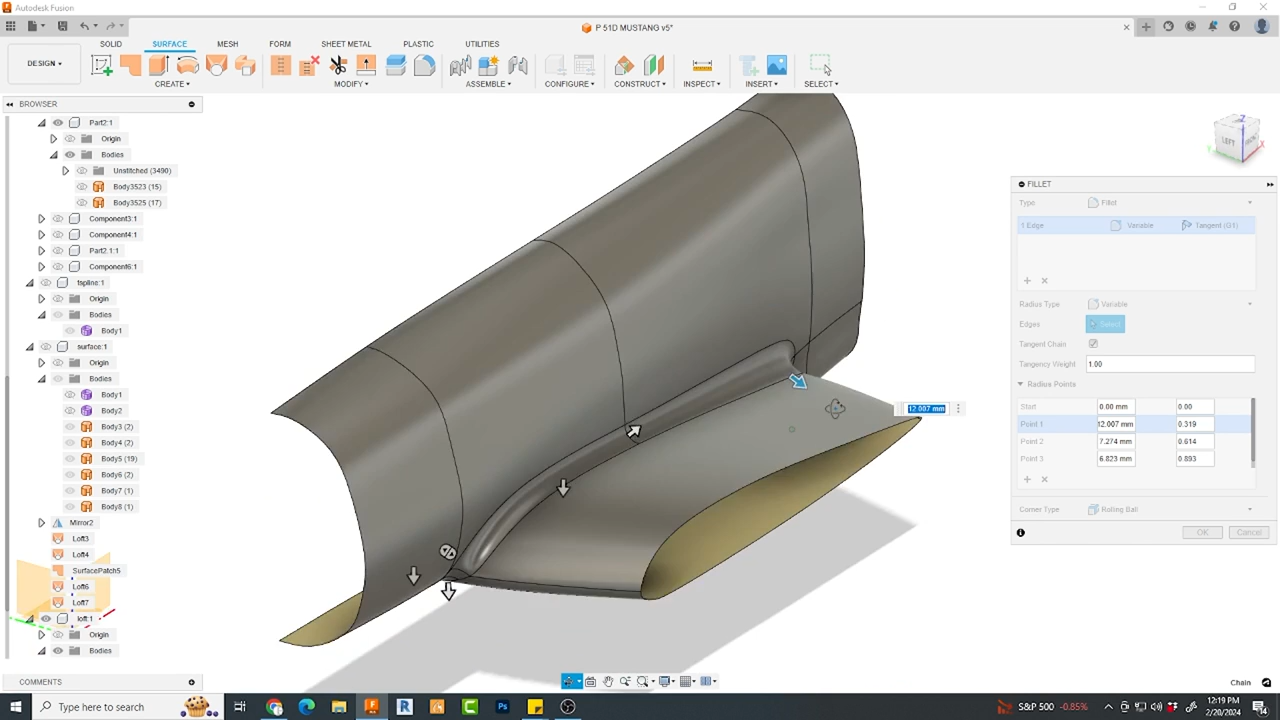 Autodesk Fusion
P 51D MUSTANG v5*
SOLID SURFACE MESH FORM SHEET METAL PLASTIC UTILITIES
DESIGN
CREATE MODIFY ASSEMBLE CONFIGURE CONSTRUCT INSPECT INSERT SELECT
BROWSER
Part2:1
Origin
Bodies
Unstitched (3490)
Body3523 (15)
Body3525 (17)
Component3:1
Component4:1
Part2.1:1
Component6:1
tspline:1
Origin
Bodies
Body1
surface:1
Origin
Bodies
Body1
Body2
Body3 (2)
Body4 (2)
Body5 (19)
Body6 (2)
Body7 (1)
Body8 (1)
Mirror2
Loft3
Loft4
SurfacePatch5
Loft6
Loft7
loft:1
Origin
Bodies
COMMENTS
12.007 mm
LEFT
Z
X
FILLET
Type Fillet
1 Edge Variable Tangent (G1)
Radius Type Variable
Edges Select
Tangent Chain
Tangency Weight 1.00
Radius Points
Start 0.00 mm 0.00
Point 1 12.007 mm 0.319
Point 2 7.274 mm 0.614
Point 3 6.823 mm 0.893
Corner Type Rolling Ball
OK Cancel
Chain
Type here to search
S&P 500 -0.85%
12:19 PM
2/20/2024
14